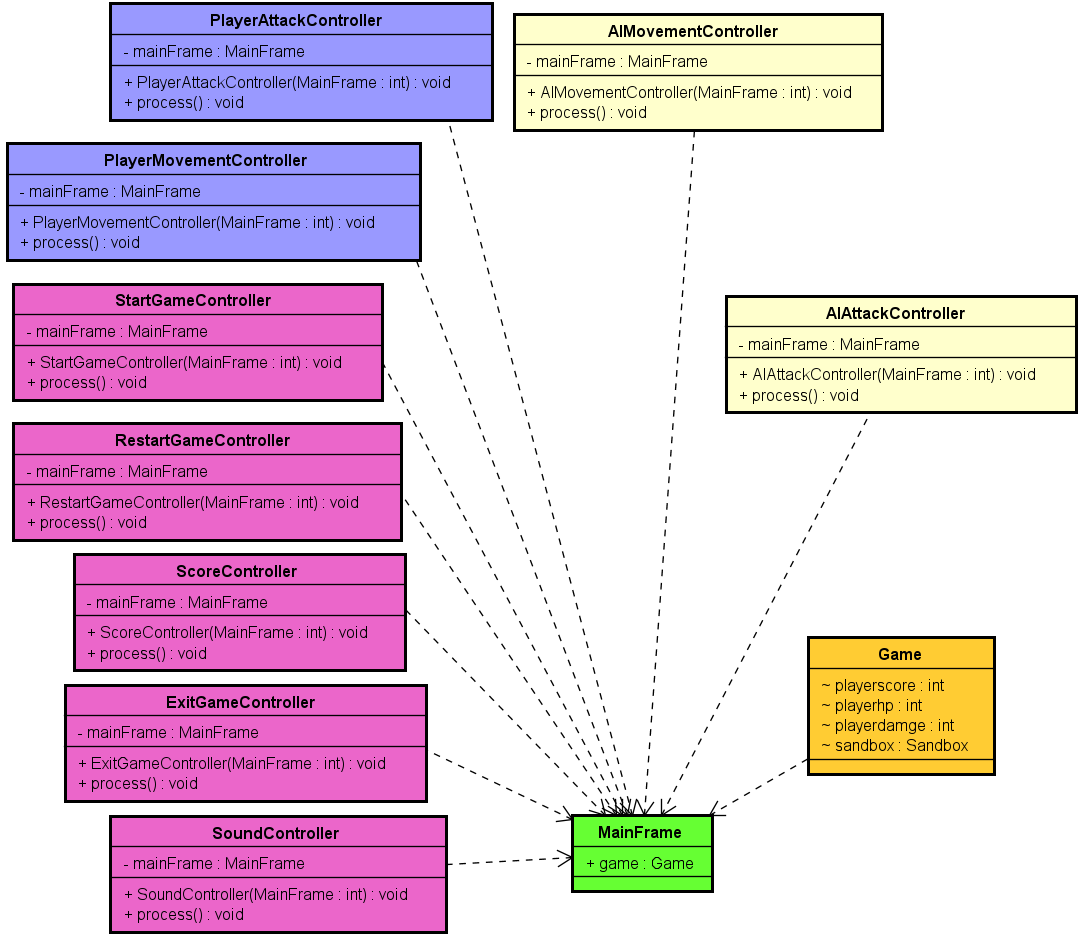 PlayerAttackController
- mainFrame : MainFrame
+ PlayerAttackController(MainFrame : int) : void
+ process() : void
AIMovementController
- mainFrame : MainFrame
+ AIMovementController(MainFrame : int) : void
+ process() : void
PlayerMovementController
- mainFrame : MainFrame
+ PlayerMovementController(MainFrame : int) : void
+ process() : void
StartGameController
- mainFrame : MainFrame
+ StartGameController(MainFrame : int) : void
+ process() : void
AIAttackController
- mainFrame : MainFrame
+ AIAttackController(MainFrame : int) : void
+ process() : void
RestartGameController
- mainFrame : MainFrame
+ RestartGameController(MainFrame : int) : void
+ process() : void
ScoreController
- mainFrame : MainFrame
+ ScoreController(MainFrame : int) : void
+ process() : void
Game
~ playerscore : int
~ playerhp : int
~ playerdamge : int
~ sandbox : Sandbox
ExitGameController
- mainFrame : MainFrame
+ ExitGameController(MainFrame : int) : void
+ process() : void
SoundController
- mainFrame : MainFrame
+ SoundController(MainFrame : int) : void
+ process() : void
MainFrame
+ game : Game